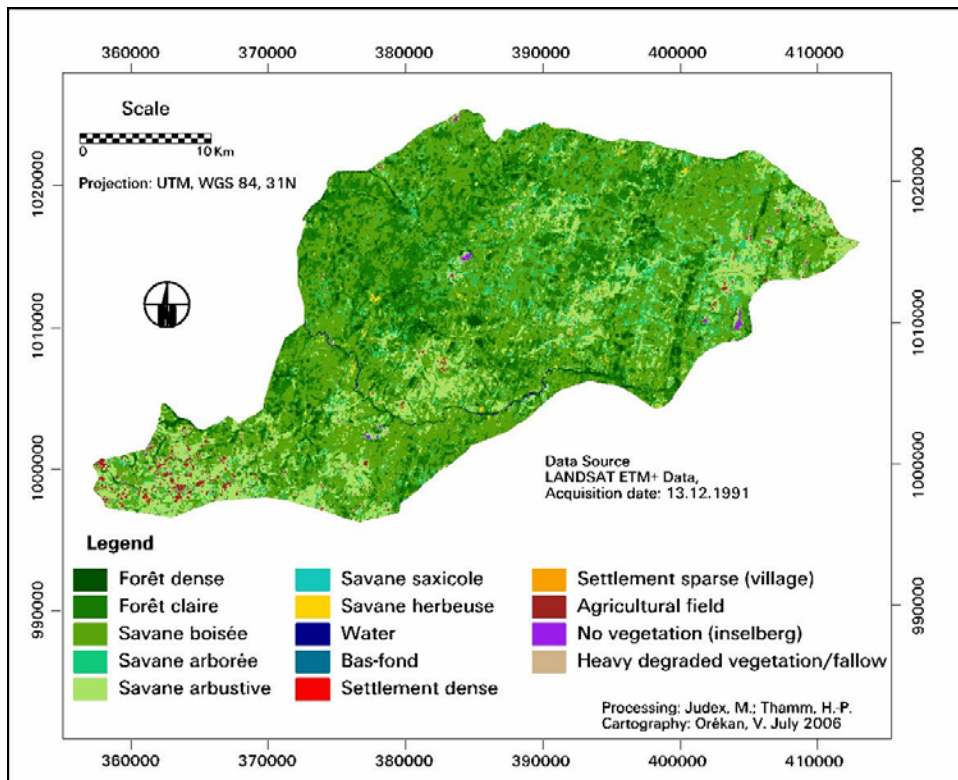 360000 370000 380000 390000 400000 410000
Scale
0 10 Km
Projection: UTM, WGS 84, 31N
1020000
1010000
1000000
990000
1020000
1010000
1000000
990000
Data Source
LANDSAT ETM+ Data,
Acquisition date: 13.12.1991
Legend
Forêt dense
Forêt claire
Savane boisée
Savane arborée
Savane arbustive
Savane saxicole
Savane herbeuse
Water
Bas-fond
Settlement dense
Settlement sparse (village)
Agricultural field
No vegetation (inselberg)
Heavy degraded vegetation/fallow
Processing: Judex, M.; Thamm, H.-P.
Cartography: Orékan, V. July 2006
360000 370000 380000 390000 400000 410000